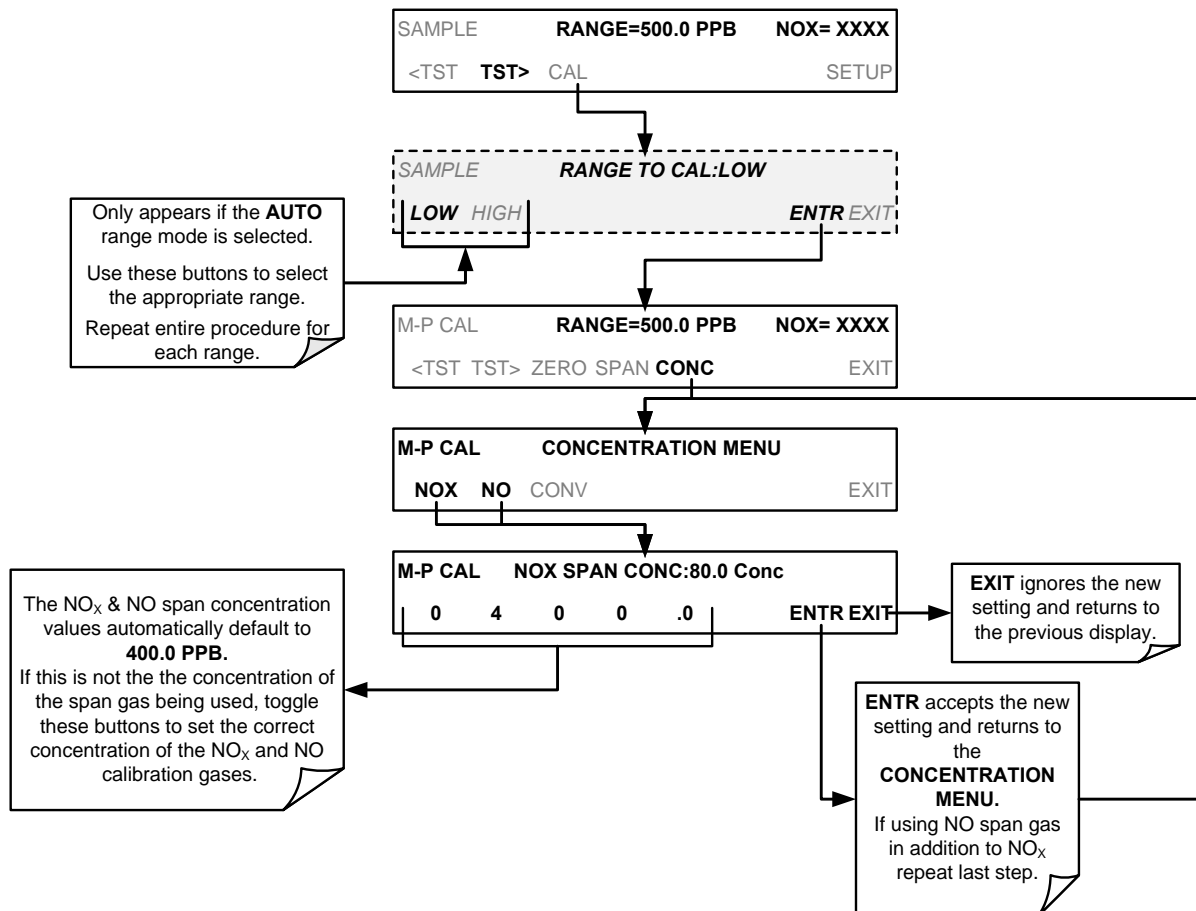 SAMPLE RANGE=500.0 PPB NOX= XXXX
<TST TST> CAL SETUP
SAMPLE RANGE TO CAL:LOW
LOW HIGH ENTR EXIT
Only appears if the AUTO
range mode is selected.
Use these buttons to select
the appropriate range.
Repeat entire procedure for
each range.
M-P CAL RANGE=500.0 PPB NOX= XXXX
<TST TST> ZERO SPAN CONC EXIT
M-P CAL CONCENTRATION MENU
NOX NO CONV EXIT
M-P CAL NOX SPAN CONC:80.0 Conc
0 4 0 0 .0 ENTR EXIT
The NOX & NO span concentration
values automatically default to
400.0 PPB.
If this is not the the concentration of
the span gas being used, toggle
these buttons to set the correct
concentration of the NOX and NO
calibration gases.
EXIT ignores the new
setting and returns to
the previous display.
ENTR accepts the new
setting and returns to
the
CONCENTRATION
MENU.
If using NO span gas
in addition to NOX
repeat last step.